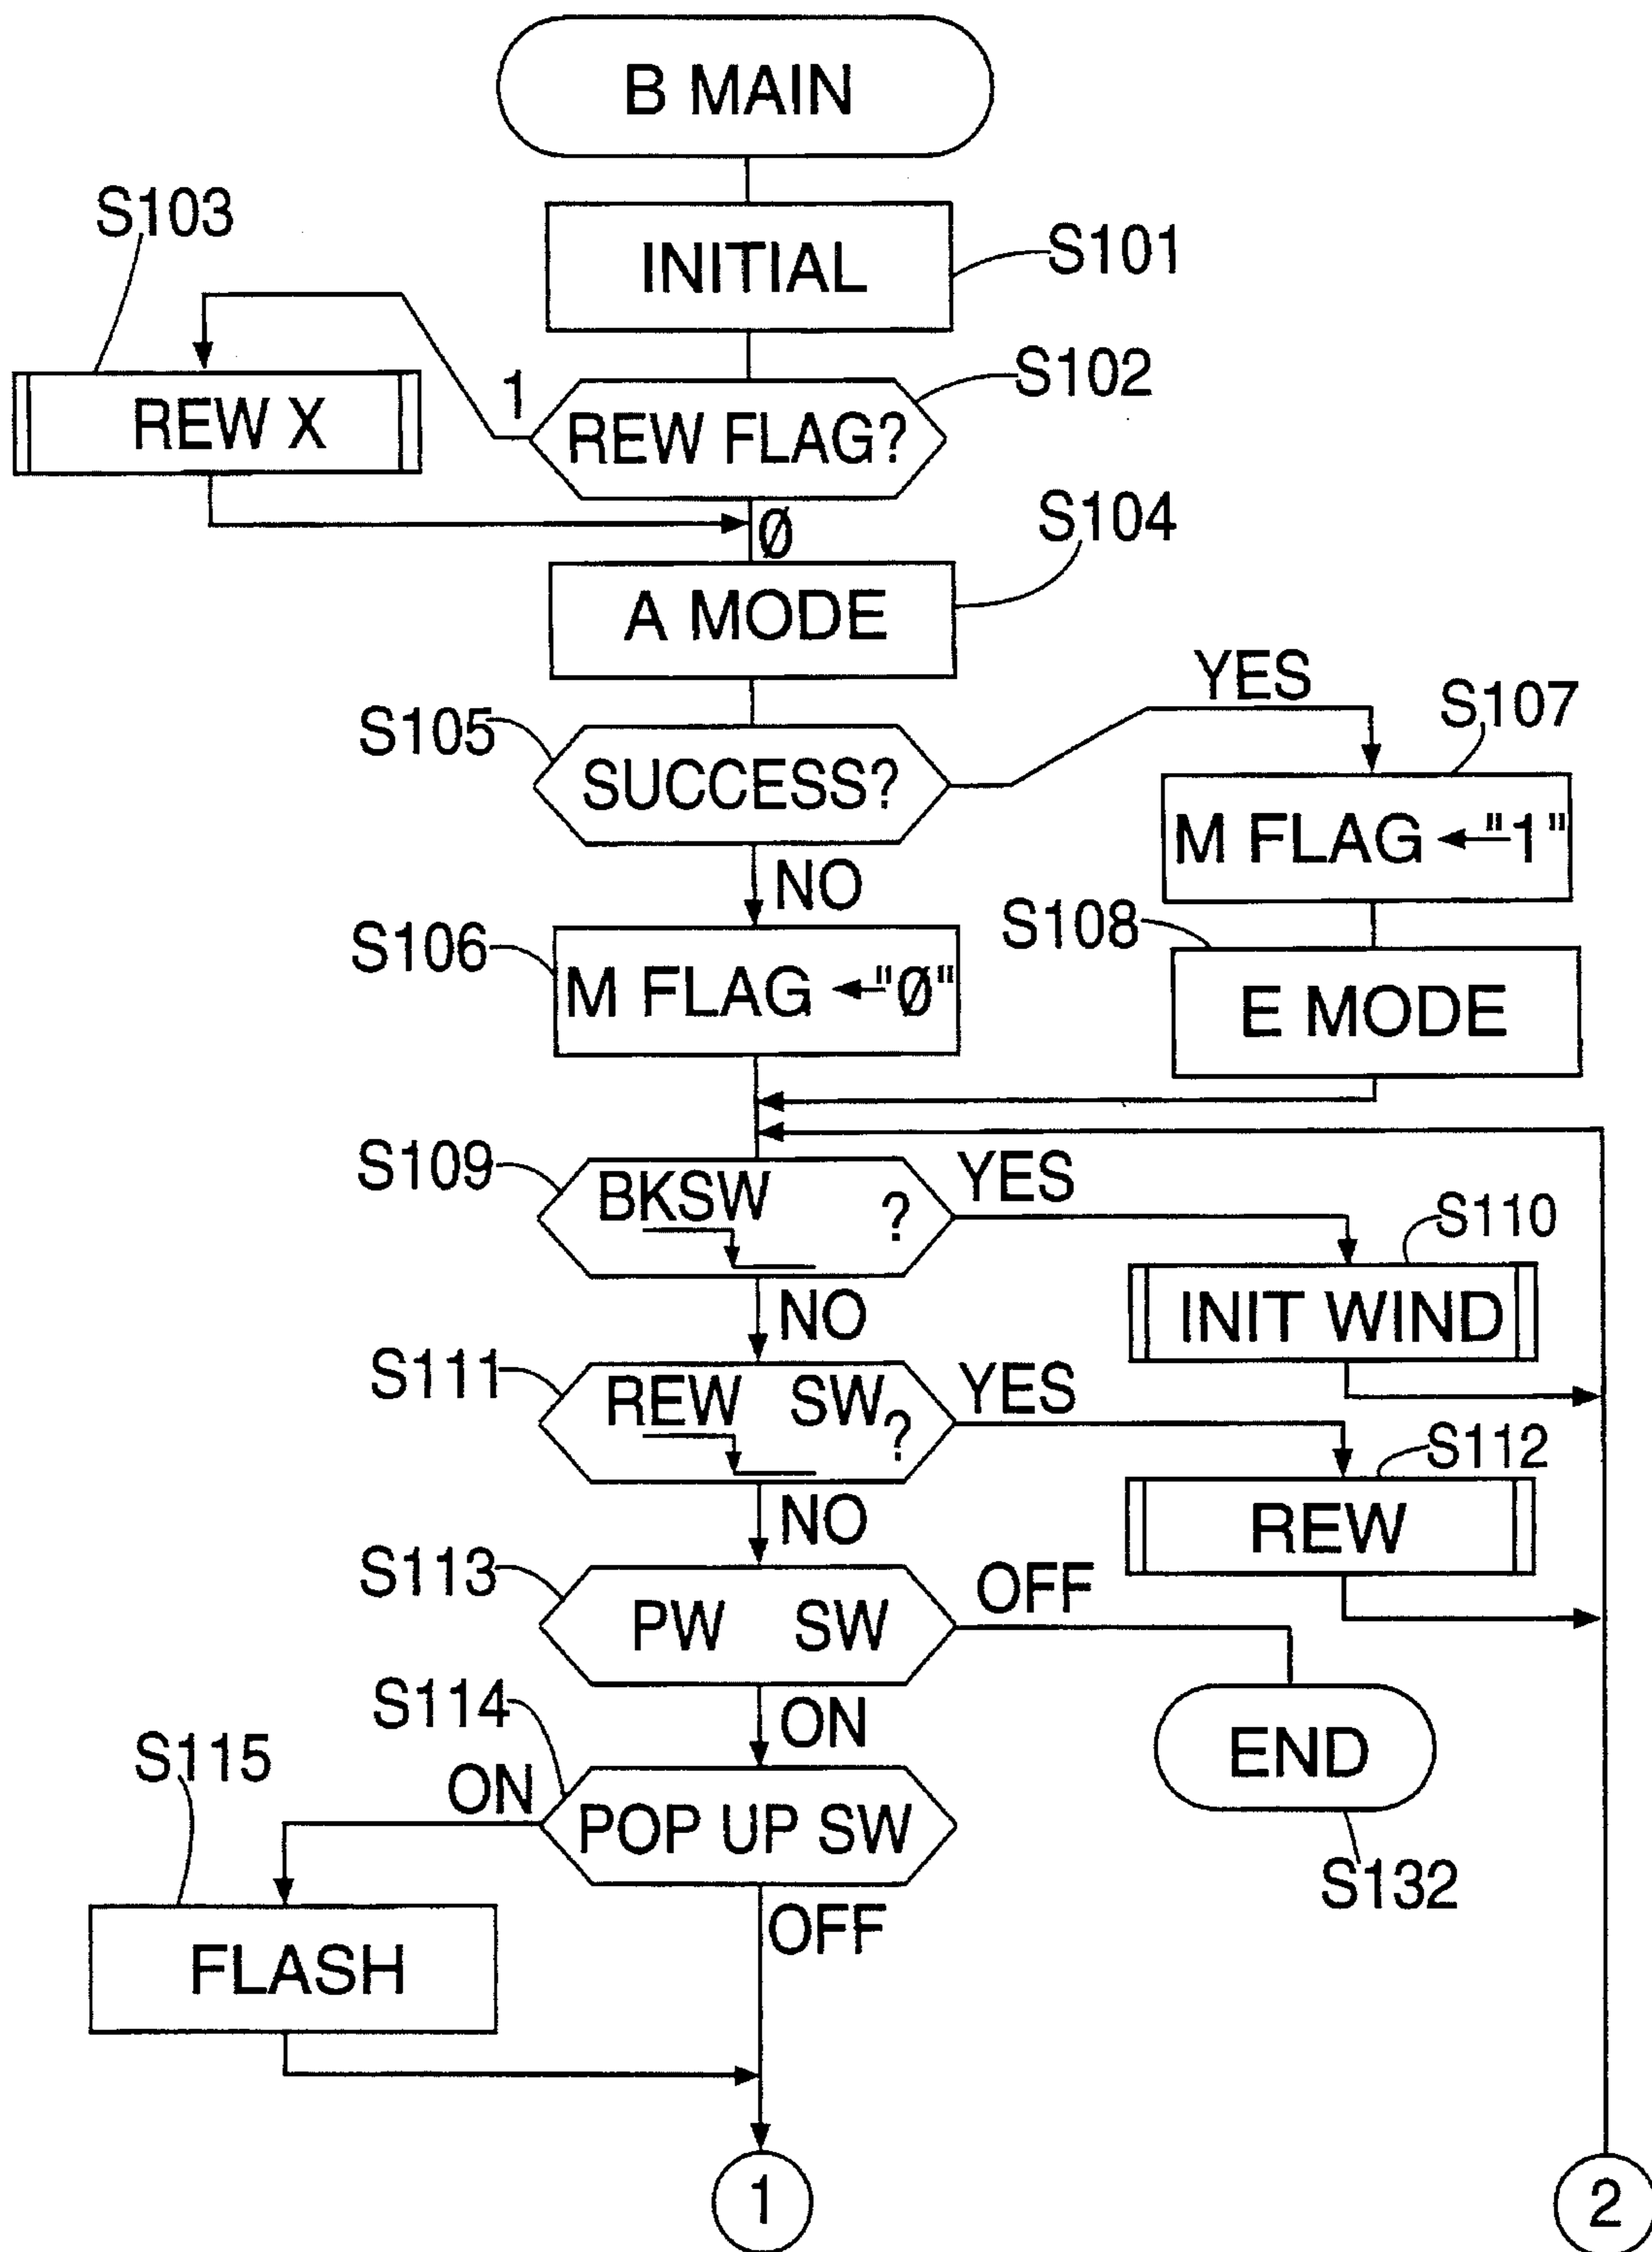 B MAIN
S103
INITIAL
S101
REW X
1
REW FLAG?
S102
Ø
S104
A MODE
YES
S105
SUCCESS?
S107
M FLAG ← "1"
NO
S106
M FLAG ← "Ø"
S108
E MODE
S109
BKSW ?
YES
S110
INIT WIND
NO
S111
REW SW ?
YES
S112
REW
NO
S113
PW SW
OFF
END
S132
ON
S114
S115
ON
POP UP SW
OFF
FLASH
1
2